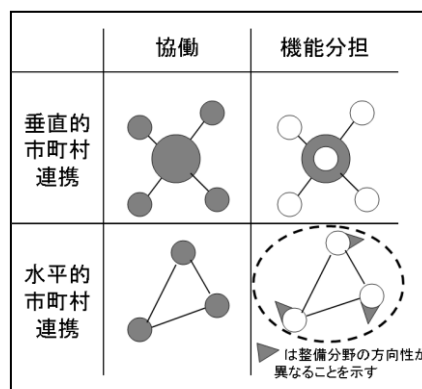 協働
機能分担
垂直的
市町村
連携
水平的
市町村
連携
は整備分野の方向性が
異なることを示す